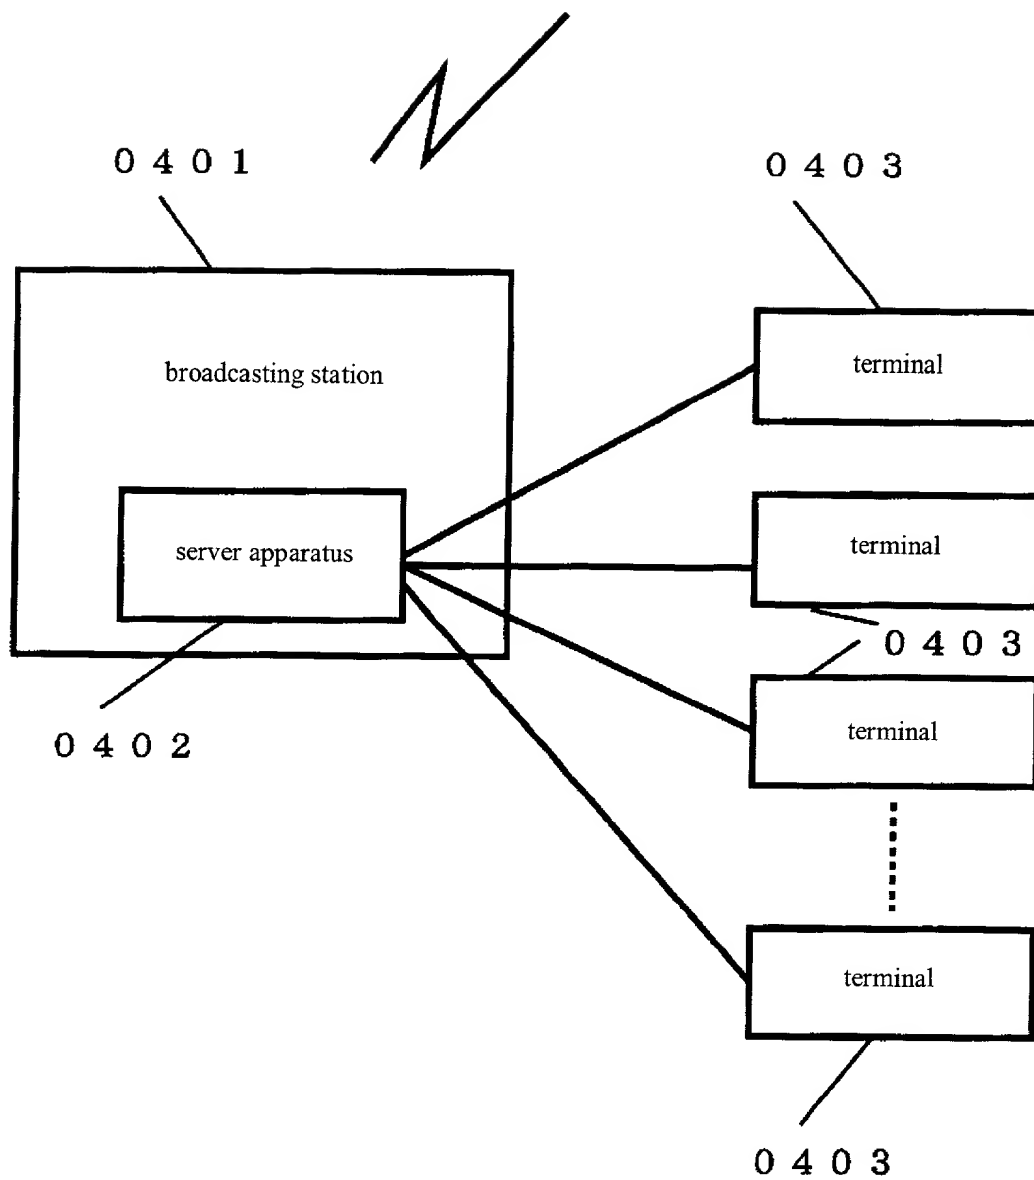 ０４０１
０４０３
broadcasting station
terminal
server apparatus
terminal
０４０３
０４０２
terminal
terminal
０４０３